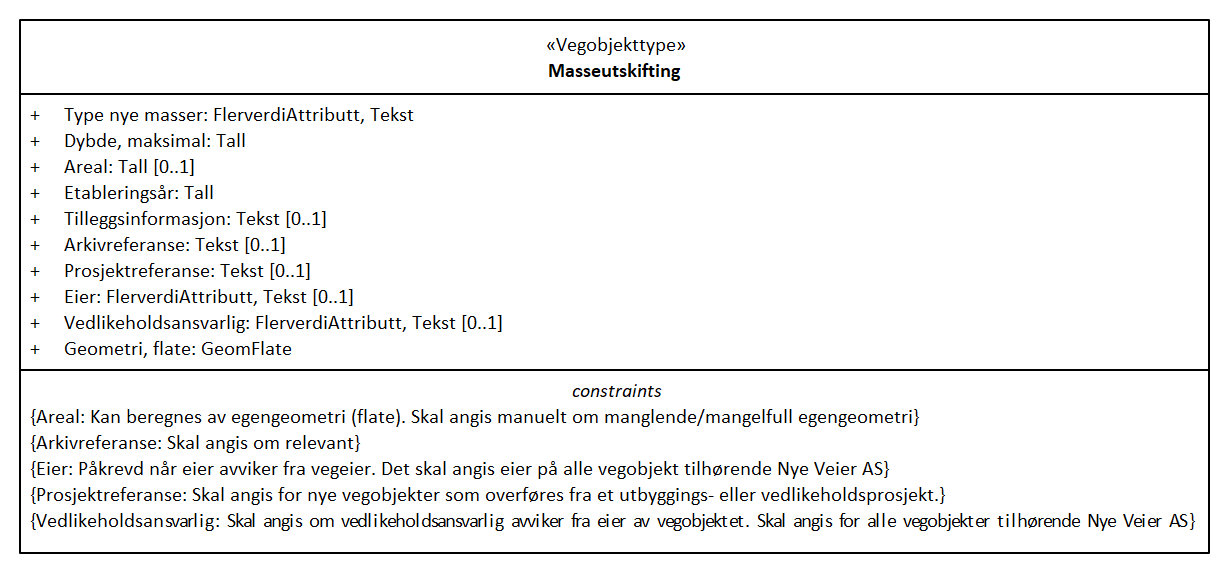 «Vegobjekttype»
Masseutskifting
+ Type nye masser: FlerverdiAttributt, Tekst
+ Dybde, maksimal: Tall
+ Areal: Tall [0..1]
+ Etableringsår: Tall
+ Tilleggsinformasjon: Tekst [0..1]
+ Arkivreferanse: Tekst [0..1]
+ Prosjektreferanse: Tekst [0..1]
+ Eier: FlerverdiAttributt, Tekst [0..1]
+ Vedlikeholdsansvarlig: FlerverdiAttributt, Tekst [0..1]
+ Geometri, flate: GeomFlate
constraints
{Areal: Kan beregnes av egengeometri (flate). Skal angis manuelt om manglende/mangelfull egengeometri}
{Arkivreferanse: Skal angis om relevant}
{Eier: Påkrevd når eier avviker fra vegeier. Det skal angis eier på alle vegobjekt tilhørende Nye Veier AS}
{Prosjektreferanse: Skal angis for nye vegobjekter som overføres fra et utbyggings- eller vedlikeholdsprosjekt.}
{Vedlikeholdsansvarlig: Skal angis om vedlikeholdsansvarlig avviker fra eier av vegobjektet. Skal angis for alle vegobjekter tilhørende Nye Veier AS}